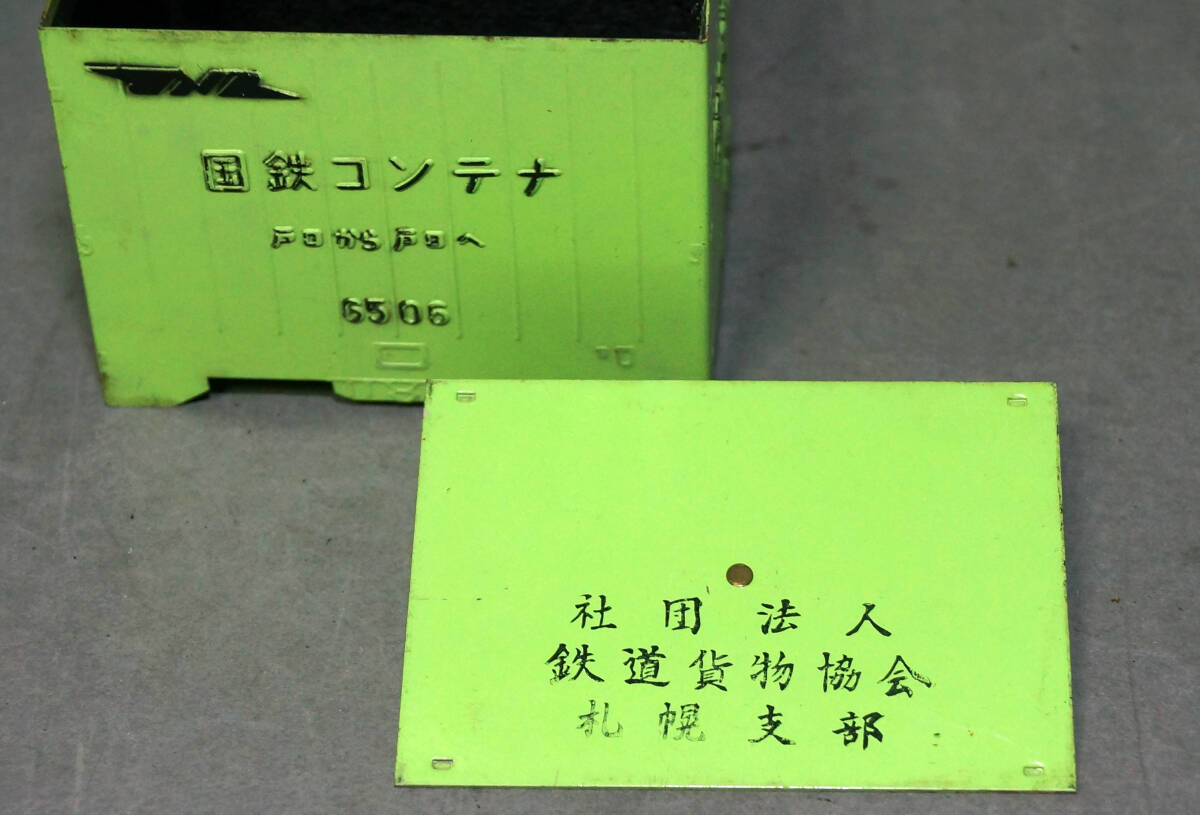 JNR
国鉄コンテナ
戸口から戸口へ
6506
社団法人
鉄道貨物協会
札幌支部